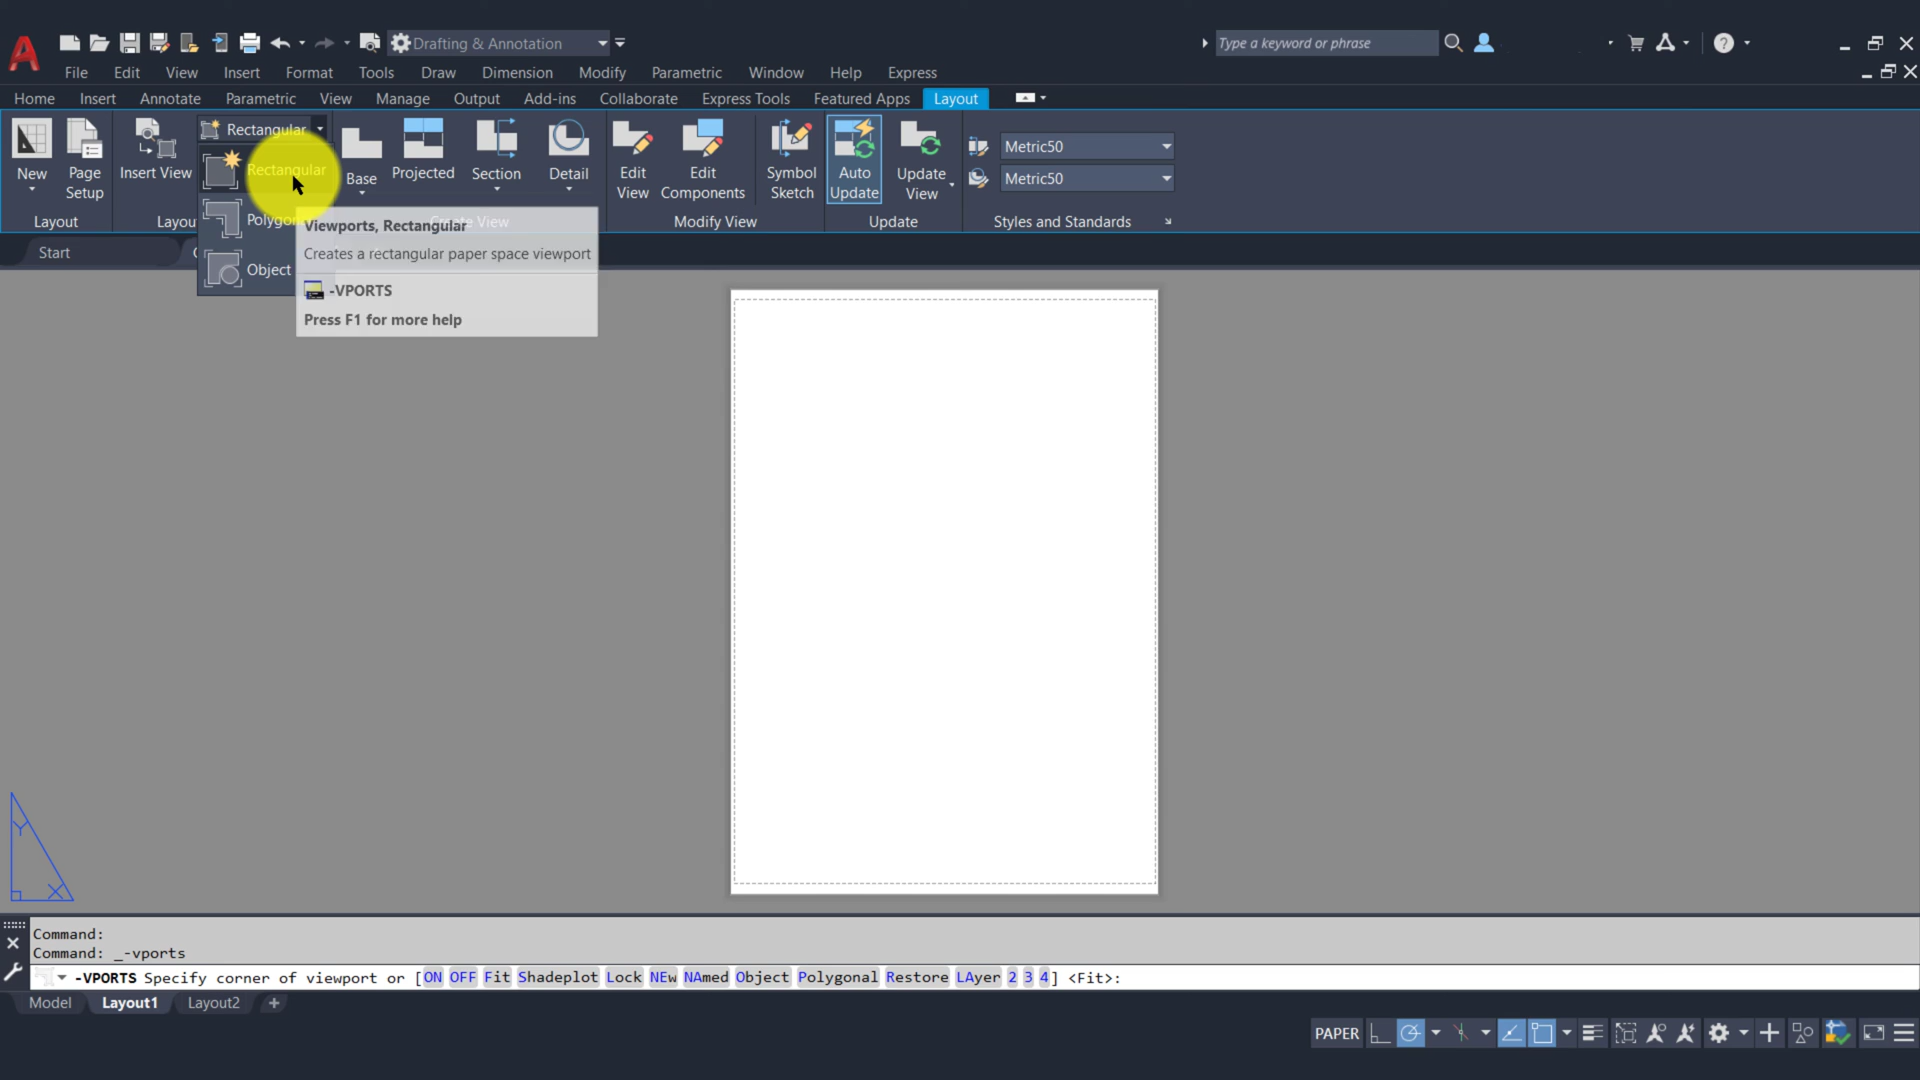 Drafting & Annotation
Type a keyword or phrase
File Edit View Insert Format Tools Draw Dimension Modify Parametric Window Help Express
Home Insert Annotate Parametric View Manage Output Add-ins Collaborate Express Tools Featured Apps Layout
New
Page Setup
Layout
Insert View
Rectangular
Rectangular
Object
Base
Projected
Section
Detail
Edit View
Edit Components
Modify View
Symbol Sketch
Auto Update
Update View
Update
Metric50
Metric50
Styles and Standards
Viewports, Rectangular
Creates a rectangular paper space viewport
-VPORTS
Press F1 for more help
Start
Y
X
Command:
Command: _-vports
-VPORTS Specify corner of viewport or [ON OFF Fit Shadeplot Lock NEw NAmed Object Polygonal Restore LAyer 2 3 4] <Fit>:
Model Layout1 Layout2 +
PAPER